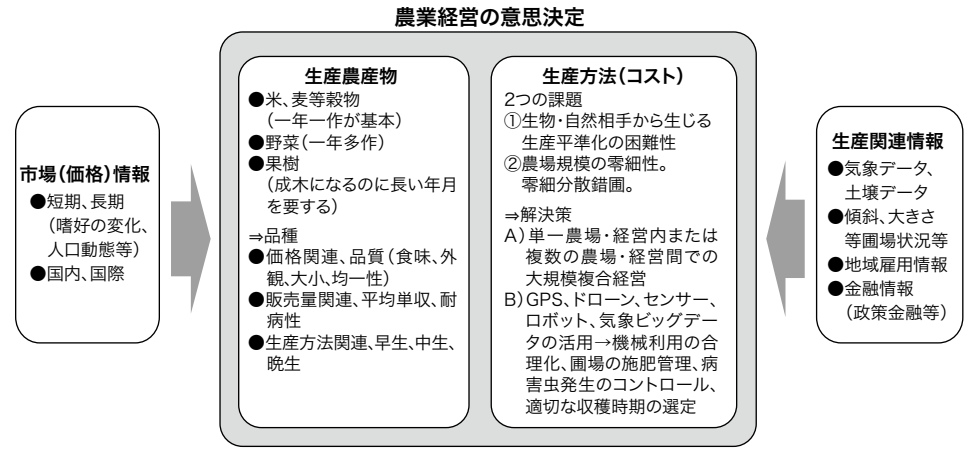 農業経営の意思決定
市場(価格)情報
●短期、長期
(嗜好の変化、
人口動態等)
●国内、国際
生産農産物
●米、麦等穀物
(一年一作が基本)
●野菜(一年多作)
●果樹
(成木になるのに長い年月
を要する)
⇒品種
●価格関連、品質(食味、外
観、大小、均一性)
●販売量関連、平均単収、耐
病性
●生産方法関連、早生、中生、
晩生
生産方法(コスト)
2つの課題
①生物・自然相手から生じる
生産平準化の困難性
②農場規模の零細性。
零細分散錯圃。
⇒解決策
A)単一農場・経営内または
複数の農場・経営間での
大規模複合経営
B)GPS、ドローン、センサー、
ロボット、気象ビッグデー
タの活用→機械利用の合
理化、圃場の施肥管理、病
害虫発生のコントロール、
適切な収穫時期の選定
生産関連情報
●気象データ、
土壌データ
●傾斜、大きさ
等圃場状況等
●地域雇用情報
●金融情報
(政策金融等)